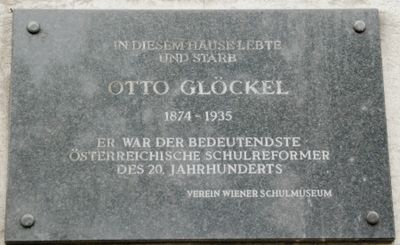 IN DIESEM HAUSE LEBTE
UND STARB
OTTO GLÖCKEL
1874 - 1935
ER WAR DER BEDEUTENDSTE
ÖSTERREICHISCHE SCHULREFORMER
DES 20. JAHRHUNDERTS
VEREIN WIENER SCHULMUSEUM